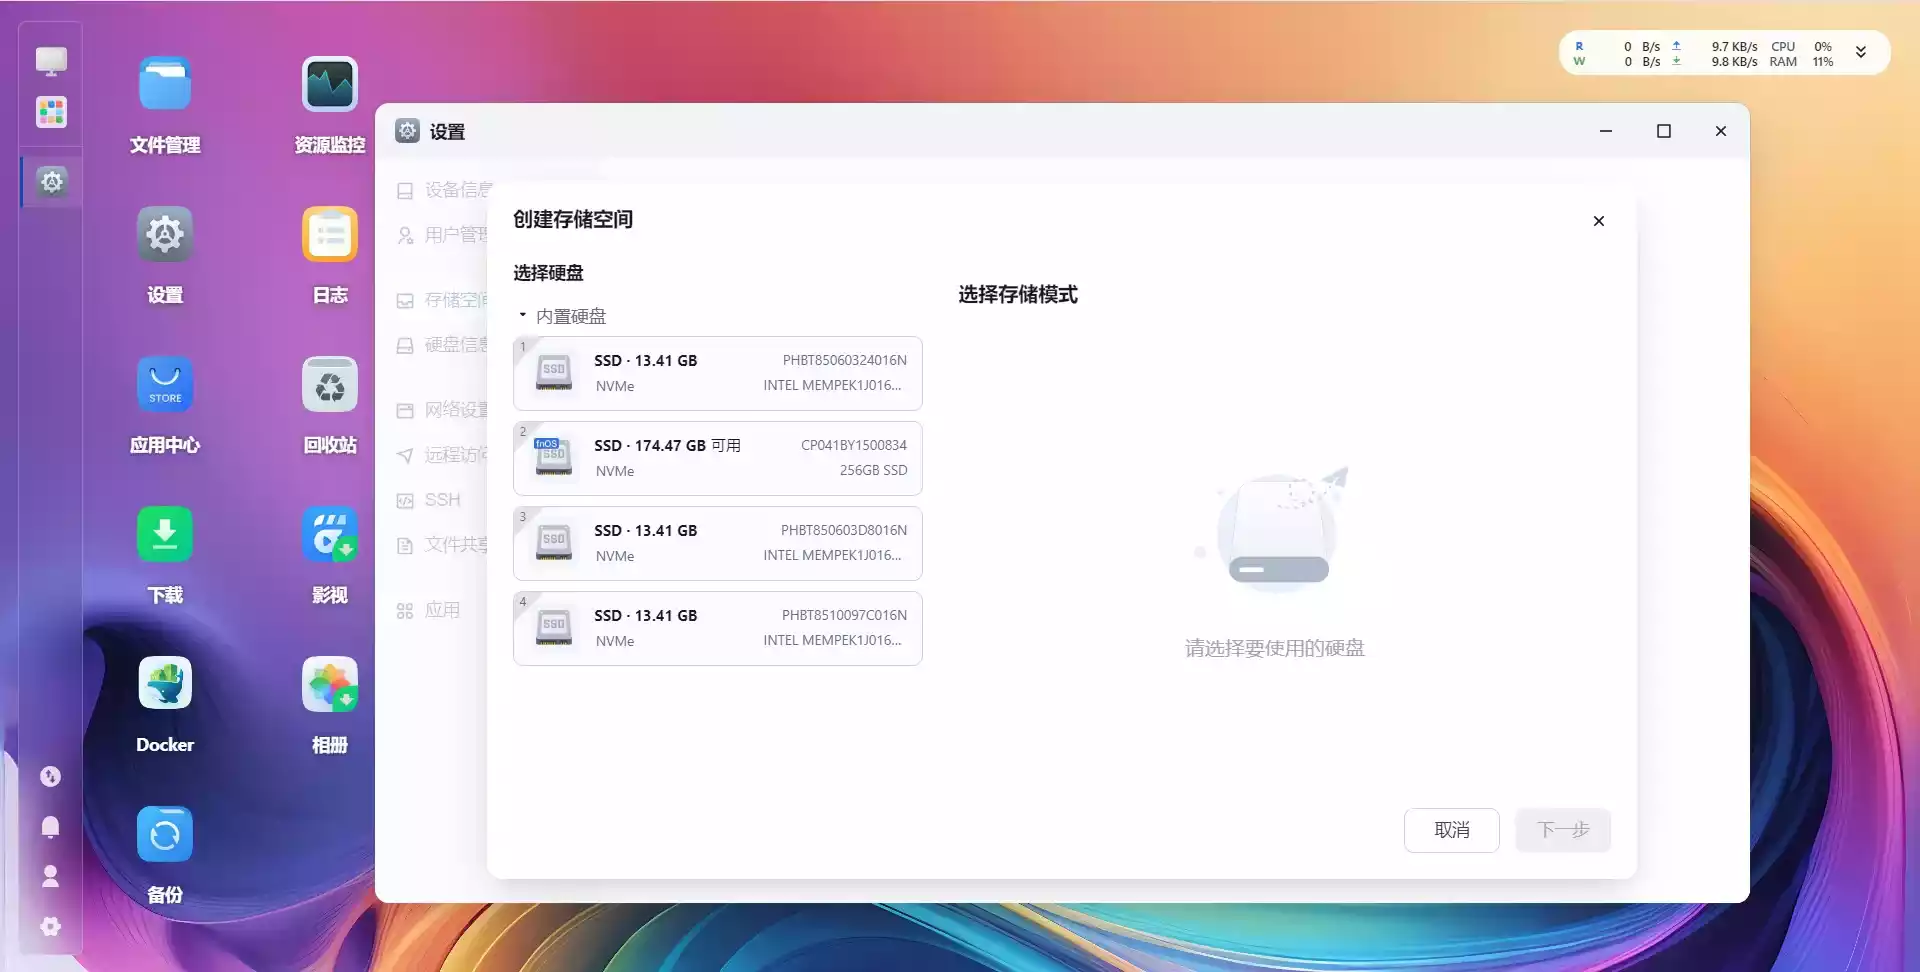 R 0 B/s 9.7 KB/s CPU 0%
W 0 B/s 9.8 KB/s RAM 11%
文件管理
资源监控
设置
日志
STORE
应用中心
回收站
下载
影视
Docker
相册
备份
设置
设备信息
用户管理
存储空间
硬盘信息
网络设置
远程访问
SSH
文件共享
应用
创建存储空间
选择硬盘
内置硬盘
1
SSD
SSD · 13.41 GB
PHBT85060324016N
NVMe
INTEL MEMPEK1J016...
2
fnOS
SSD
SSD · 174.47 GB 可用
CP041BY1500834
NVMe
256GB SSD
3
SSD
SSD · 13.41 GB
PHBT850603D8016N
NVMe
INTEL MEMPEK1J016...
4
SSD
SSD · 13.41 GB
PHBT8510097C016N
NVMe
INTEL MEMPEK1J016...
选择存储模式
请选择要使用的硬盘
取消
下一步